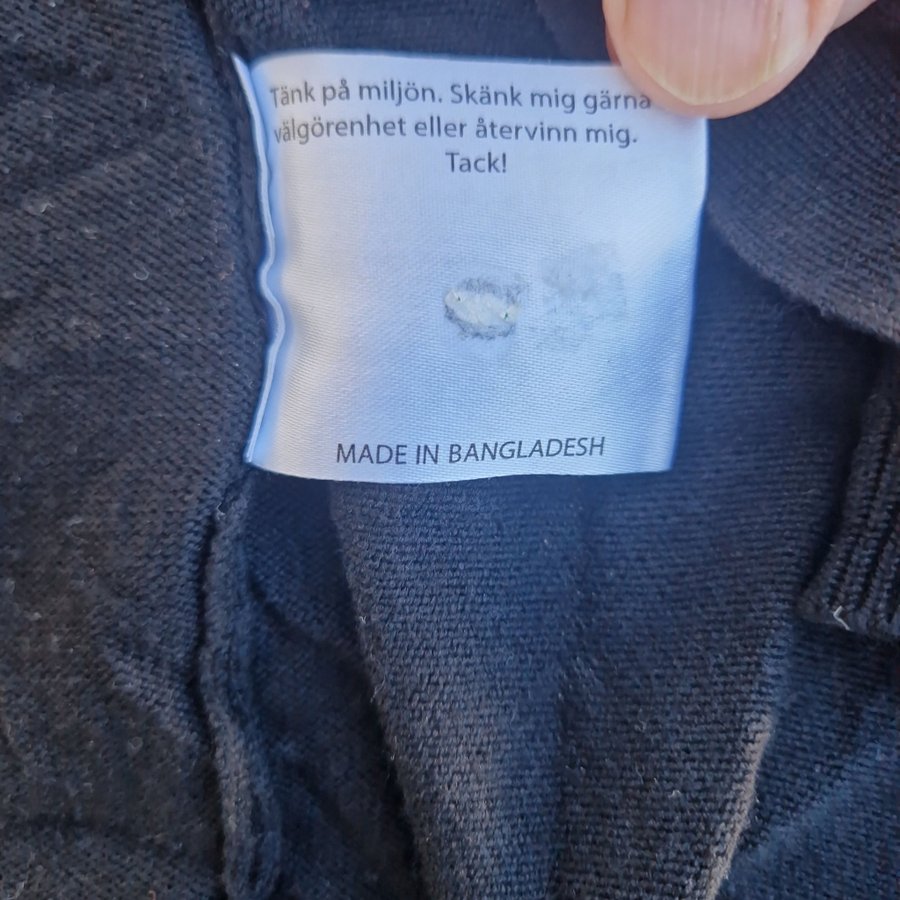 Tänk på miljön. Skänk mig gärna
välgörenhet eller återvinn mig.
Tack!
MADE IN BANGLADESH